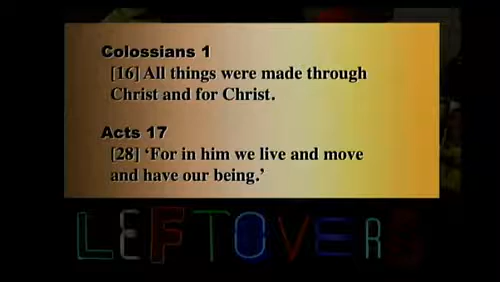 Colossians 1
[16] All things were made through
Christ and for Christ.
Acts 17
[28] ‘For in him we live and move
and have our being.’
LEFTOVERS